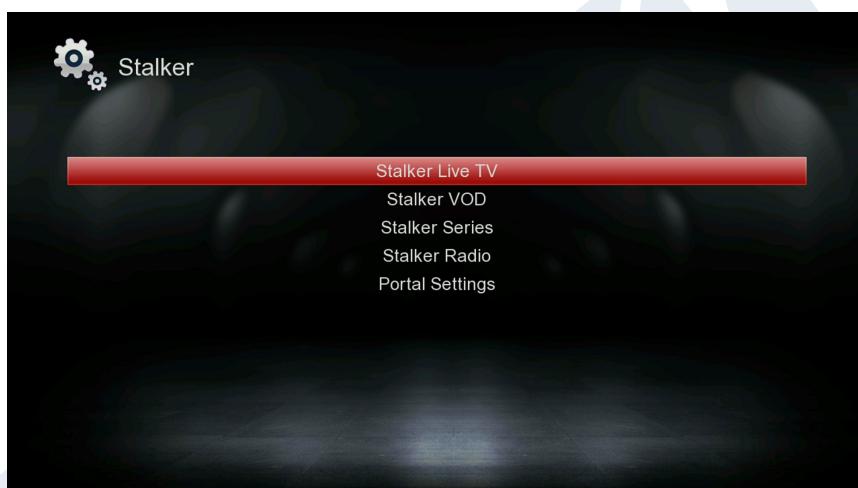 Stalker
Stalker Live TV
Stalker VOD
Stalker Series
Stalker Radio
Portal Settings